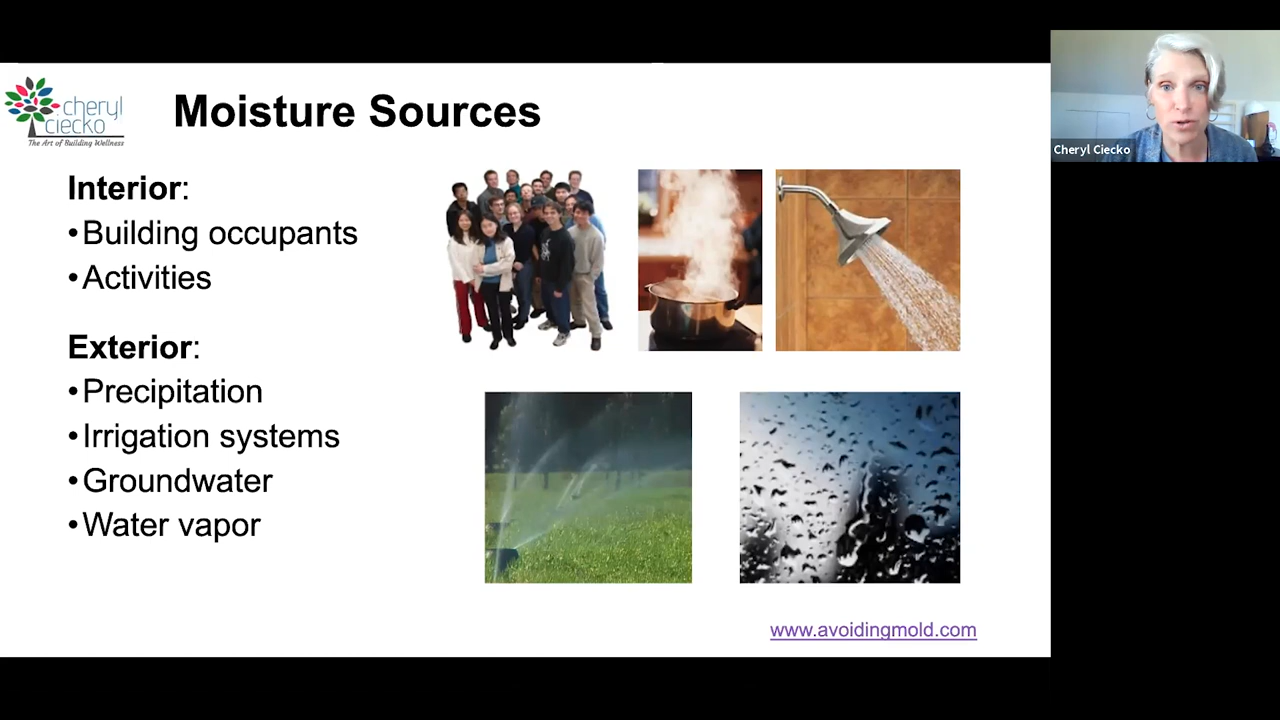 cheryl
ciecko
The Art of Building Wellness
Moisture Sources
Interior:
•Building occupants
•Activities
Exterior:
•Precipitation
•Irrigation systems
•Groundwater
•Water vapor
www.avoidingmold.com
Cheryl Ciecko